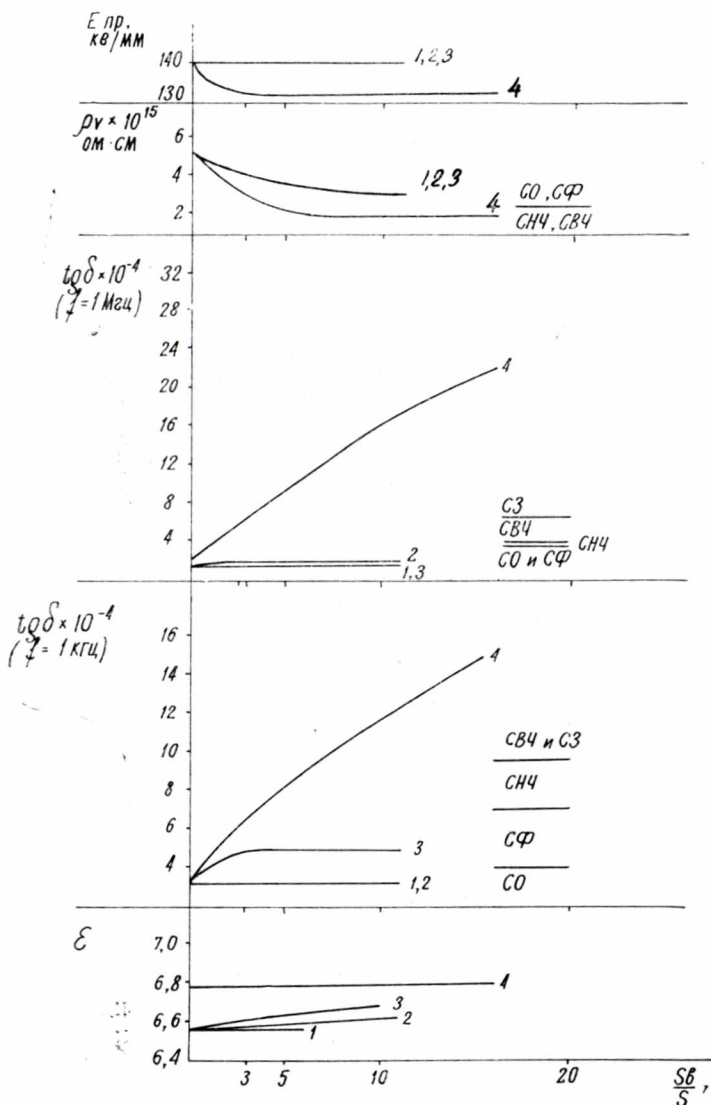 E пр.
кв/мм
140
1,2,3
130
4
ρv × 10¹⁵
ом·см
6
4
1,2,3
2
4
СО, СФ
СНЧ, СВЧ
tgδ × 10⁻⁴
(f = 1 Мгц)
32
28
24
20
16
12
8
4
4
СЗ
СВЧ
СНЧ
СО и СФ
2
1,3
tgδ × 10⁻⁴
(f = 1 кгц)
16
14
12
10
8
6
4
4
СВЧ и СЗ
СНЧ
3
СФ
1,2
СО
ε
7,0
6,8
6,6
6,4
4
3
2
1
3 5 10 20
Sв
S ,